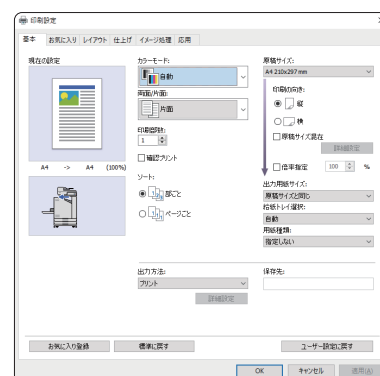 印刷設定
基本 お気に入り レイアウト 仕上げ イメージ処理 応用
現在の設定
A4 -> A4 (100%)
カラーモード:
自動
両面/片面:
片面
印刷部数:
1
確認プリント
ソート:
部ごと
ページごと
出力方法:
プリント
詳細設定
原稿サイズ:
A4 210x297 mm
印刷の向き:
縦
横
原稿サイズ混在
詳細設定
倍率指定 100 %
出力用紙サイズ:
原稿サイズと同じ
給紙トレイ選択:
自動
用紙種類:
指定しない
保存先:
お気に入り登録 標準に戻す ユーザー設定に戻す
OK キャンセル 適用(A)